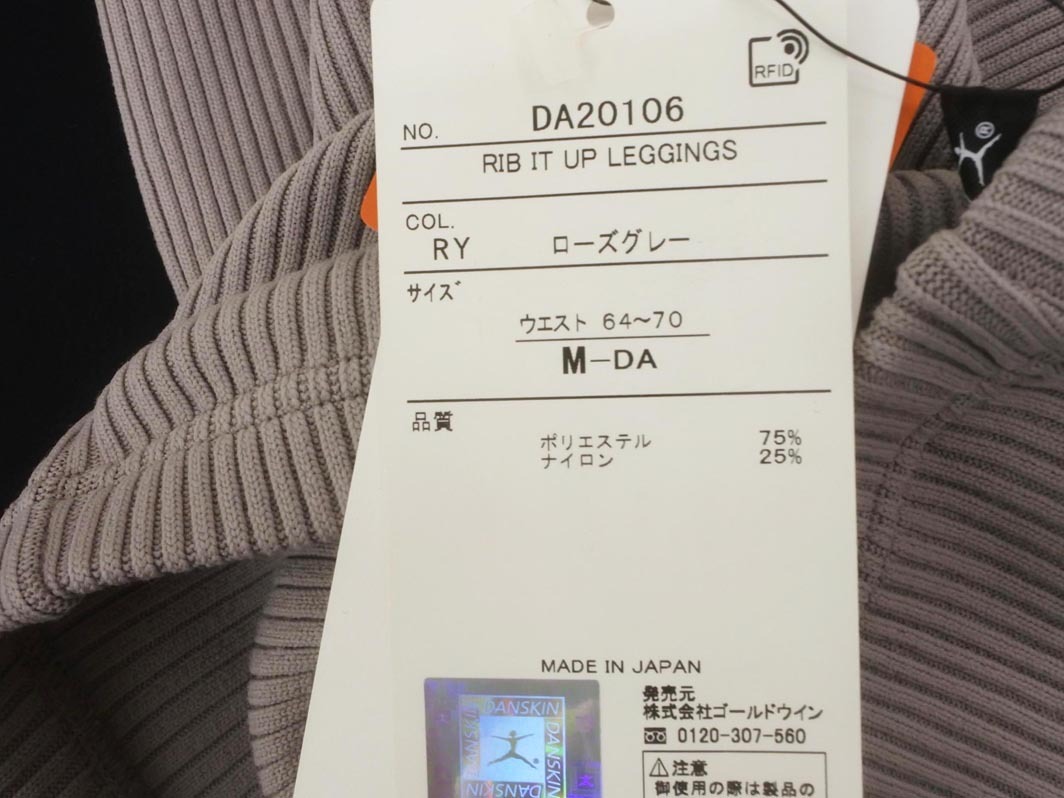 RFID
NO. DA20106
RIB IT UP LEGGINGS
COL.
RY ローズグレー
サイズ
ウエスト 64~70
M-DA
品質
ポリエステル 75%
ナイロン 25%
MADE IN JAPAN
発売元
株式会社ゴールドウイン
0120-307-560
⚠注意
御使用の際は製品の
DANSKIN
DANSKIN
DANSKIN
DANSKIN
®